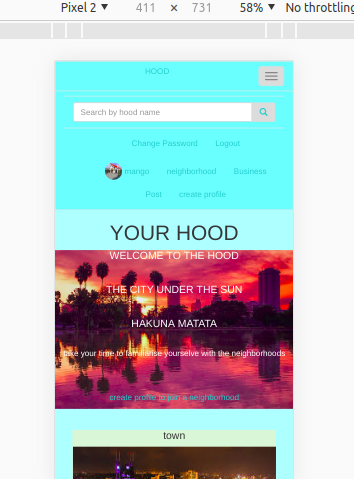 Pixel 2 ▼ 411 × 731 58% ▼ No throttling
HOOD
Search by hood name
Change Password Logout
mango neighborhood Business
Post create profile
YOUR HOOD
WELCOME TO THE HOOD
THE CITY UNDER THE SUN
HAKUNA MATATA
take your time to familiarise yourselve with the neighborhoods
create profile to join a neighborhood
town